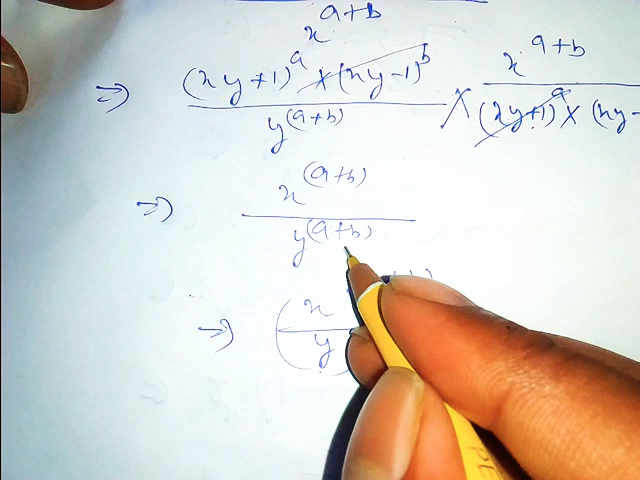 x^(a+b)
⇒ (xy+1)^a × (xy-1)^b / y^(a+b) × x^(a+b) / (xy+1)^a × (xy-
⇒ x^(a+b) / y^(a+b)
⇒ (x / y